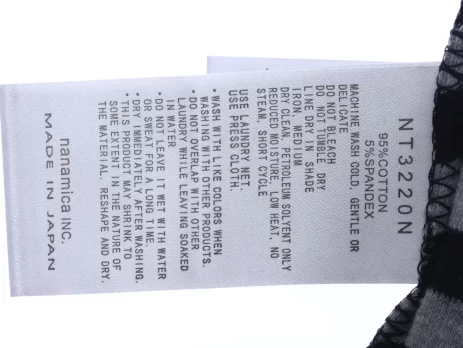 NT3220N
95%COTTON
5%SPANDEX
MACHINE WASH COLD, GENTLE OR
DELICATE
DO NOT BLEACH
DO NOT TUMBLE DRY
LINE DRY IN SHADE
IRON, MEDIUM
DRY CLEAN, PETROLEUM SOLVENT ONLY
REDUCED MOISTURE, LOW HEAT, NO
STEAM, SHORT CYCLE
USE LAUNDRY NET.
USE PRESS CLOTH.
・WASH WITH LIKE COLORS WHEN
WASHING WITH OTHER PRODUCTS.
・DO NOT OVERLAP WITH OTHER
LAUNDRY WHILE LEAVING SOAKED
IN WATER
・DO NOT LEAVE IT WET WITH WATER
OR SWEAT FOR A LONG TIME.
・DRY IMMEDIATELY AFTER WASHING.
・THIS PRODUCT MAY SHRINK TO
SOME EXTENT IN THE NATURE OF
THE MATERIAL. RESHAPE AND DRY.
nanamica INC.
MADE IN JAPAN